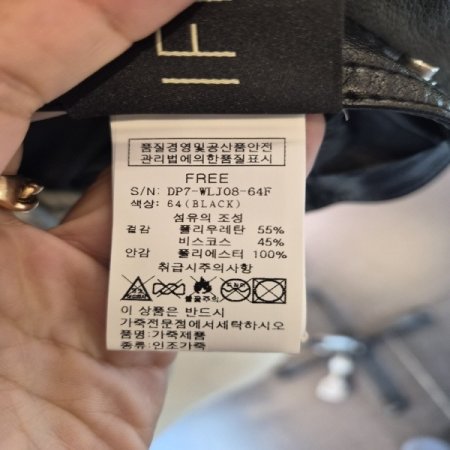 품질경영및공산품안전
관리법에의한품질표시
FREE
S/N: DP7-WLJ08-64F
색상: 64(BLACK)
섬유의 조성
겉감 폴리우레탄 55%
비스코스 45%
안감 폴리에스터 100%
취급시주의사항
불꽃주의
이 상품은 반드시
가죽전문점에서세탁하시오
품명:가죽제품
종류:인조가죽